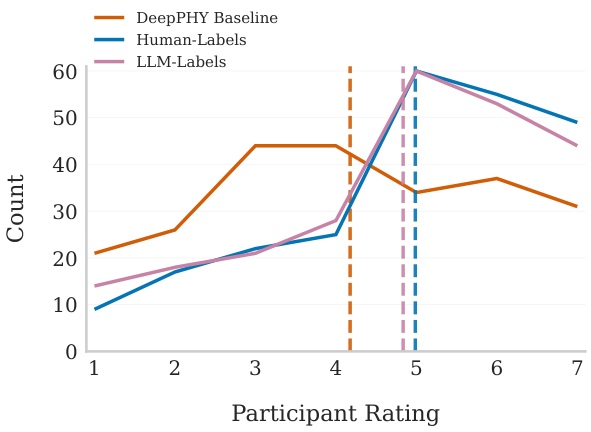 DeepPHY Baseline
Human-Labels
LLM-Labels
60
50
40
30
20
10
0
Count
1 2 3 4 5 6 7
Participant Rating